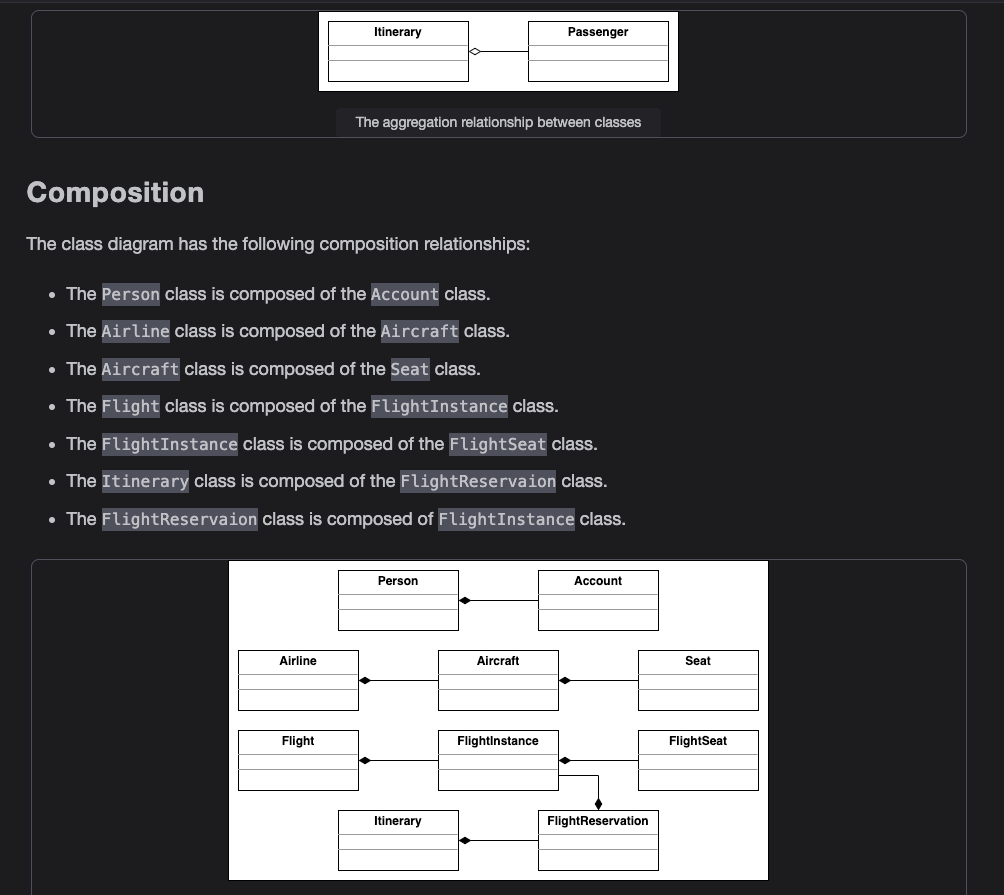 Itinerary
Passenger
The aggregation relationship between classes
Composition
The class diagram has the following composition relationships:
• The Person class is composed of the Account class.
• The Airline class is composed of the Aircraft class.
• The Aircraft class is composed of the Seat class.
• The Flight class is composed of the FlightInstance class.
• The FlightInstance class is composed of the FlightSeat class.
• The Itinerary class is composed of the FlightReservaion class.
• The FlightReservaion class is composed of FlightInstance class.
Person
Account
Airline
Aircraft
Seat
Flight
FlightInstance
FlightSeat
Itinerary
FlightReservation